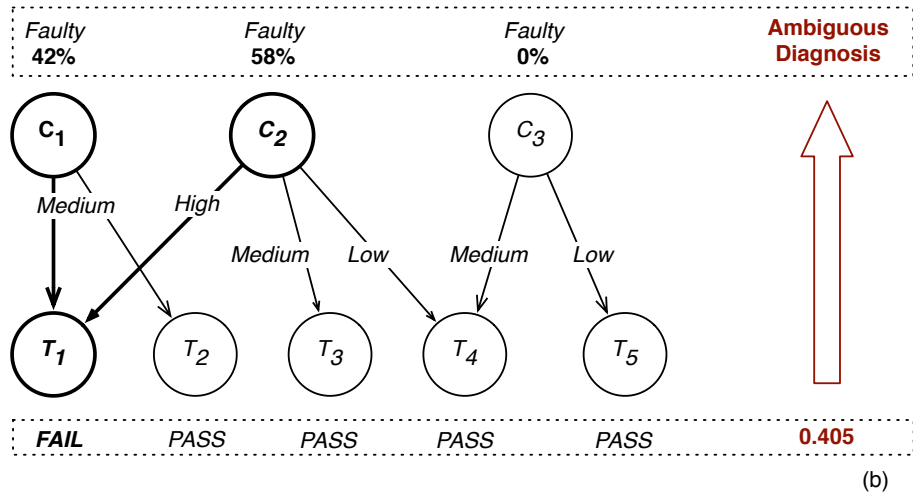 Faulty Faulty Faulty Ambiguous
42% 58% 0% Diagnosis
C1 C2 C3
Medium High
Medium Low Medium Low
T1 T2 T3 T4 T5
FAIL PASS PASS PASS PASS 0.405
(b)